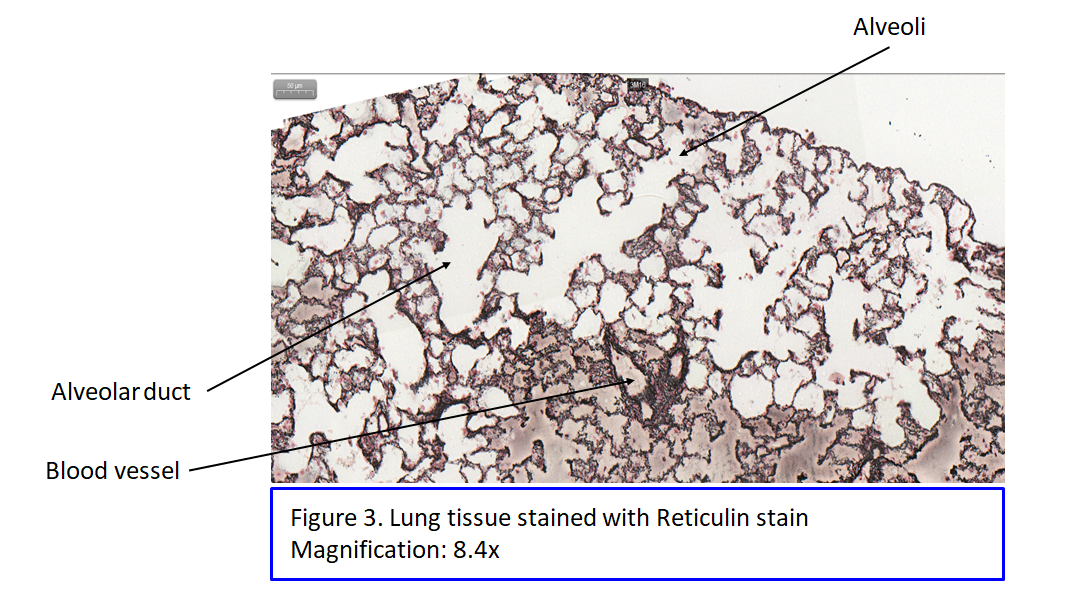 Alveoli
50 µm
Alveolar duct
Blood vessel
Figure 3. Lung tissue stained with Reticulin stain
Magnification: 8.4x